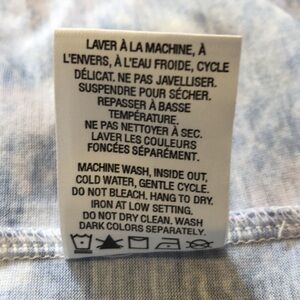 LAVER À LA MACHINE, À
L'ENVERS, À L'EAU FROIDE, CYCLE
DÉLICAT. NE PAS JAVELLISER.
SUSPENDRE POUR SÉCHER.
REPASSER À BASSE
TEMPÉRATURE.
NE PAS NETTOYER À SEC.
LAVER LES COULEURS
FONCÉES SÉPARÉMENT.
MACHINE WASH, INSIDE OUT,
COLD WATER, GENTLE CYCLE.
DO NOT BLEACH. HANG TO DRY.
IRON AT LOW SETTING.
DO NOT DRY CLEAN. WASH
DARK COLORS SEPARATELY.